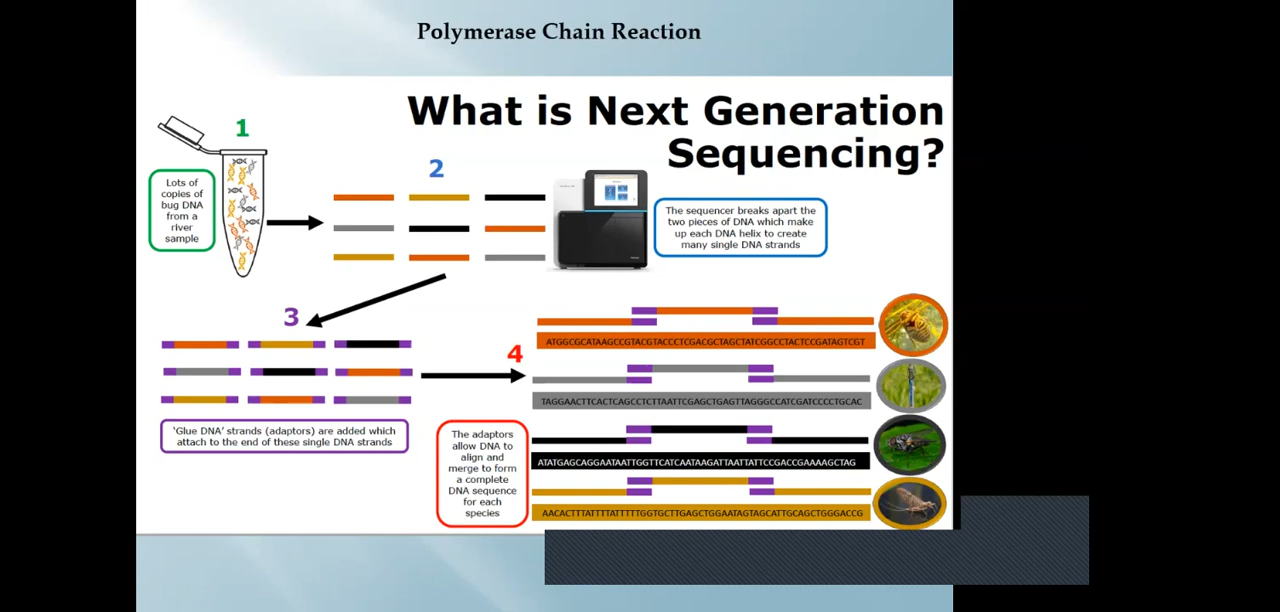 Polymerase Chain Reaction
What is Next Generation
Sequencing?
1
Lots of
copies of
bug DNA
from a
river
sample
2
The sequencer breaks apart the
two pieces of DNA which make
up each DNA helix to create
many single DNA strands
3
'Glue DNA' strands (adaptors) are added which
attach to the end of these single DNA strands
4
The adaptors
allow DNA to
align and
merge to form
a complete
DNA sequence
for each
species
ATGGCGCATAAGCCGTACGTACCCTCGACGCTAGCTATCGGCCTACTCCGATAGTCGT
TAGGAACTTCACTCAGCCTCTTAATTCGAGCTGAGTTAGGGCCATCGATCCCCTGCAC
ATATGAGCAGGAATAATTGGTTCATCAATAAGATTAATTATTCCGACCGAAAAGCTAG
AACACTTTATTTTATTTTTGGTGCTTGAGCTGGAATAGTAGCATTGCAGCTGGGACCG